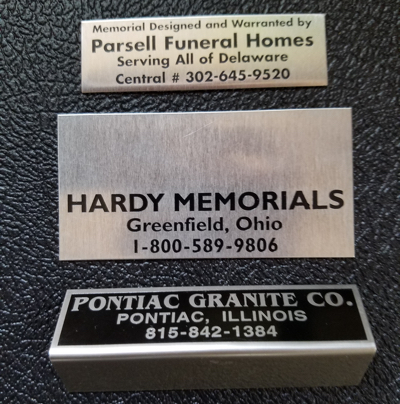 Memorial Designed and Warranted by
Parsell Funeral Homes
Serving All of Delaware
Central # 302-645-9520
HARDY MEMORIALS
Greenfield, Ohio
1-800-589-9806
PONTIAC GRANITE CO.
PONTIAC, ILLINOIS
815-842-1384